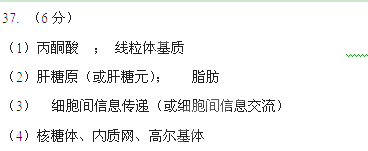 37. （6分）
（1）丙酮酸 ； 线粒体基质
（2）肝糖原（或肝糖元）； 脂肪
（3） 细胞间信息传递（或细胞间信息交流）
（4）核糖体、内质网、高尔基体